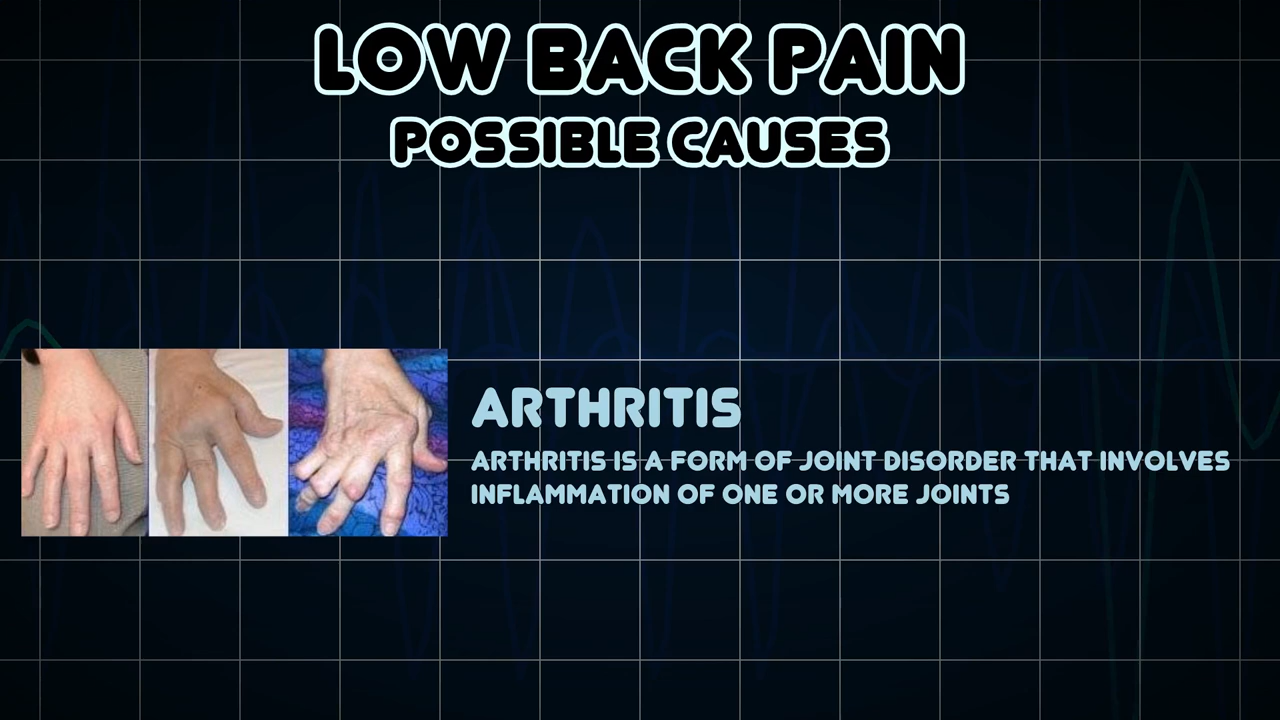 LOW BACK PAIN
POSSIBLE CAUSES
ARTHRITIS
ARTHRITIS IS A FORM OF JOINT DISORDER THAT INVOLVES
INFLAMMATION OF ONE OR MORE JOINTS